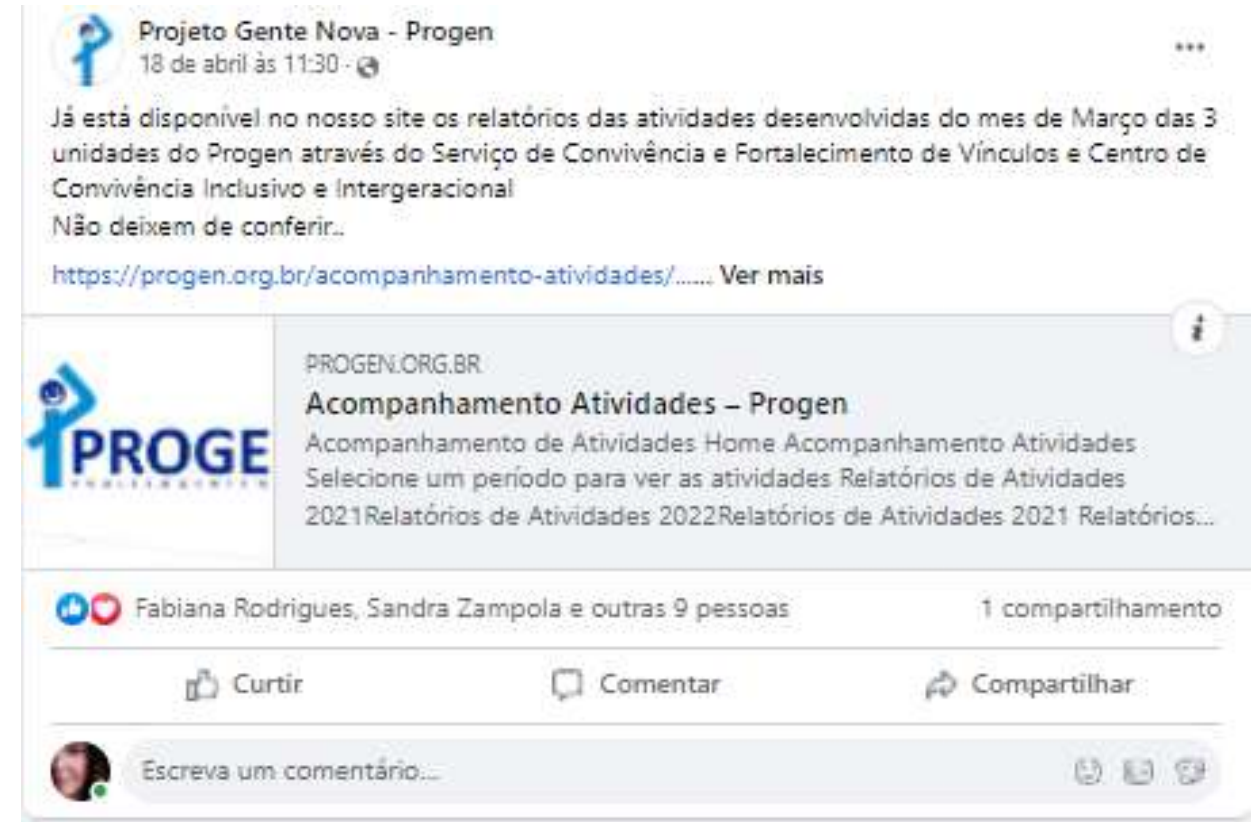 Projeto Gente Nova - Progen
18 de abril às 11:30 ·
Já está disponível no nosso site os relatórios das atividades desenvolvidas do mes de Março das 3
unidades do Progen através do Serviço de Convivência e Fortalecimento de Vínculos e Centro de
Convivência Inclusivo e Intergeracional
Não deixem de conferir..
https://progen.org.br/acompanhamento-atividades/...... Ver mais
PROGE
PROGEN.ORG.BR
Acompanhamento Atividades – Progen
Acompanhamento de Atividades Home Acompanhamento Atividades
Selecione um período para ver as atividades Relatórios de Atividades
2021Relatórios de Atividades 2022Relatórios de Atividades 2021 Relatórios...
Fabiana Rodrigues, Sandra Zampola e outras 9 pessoas
1 compartilhamento
Curtir
Comentar
Compartilhar
Escreva um comentário...